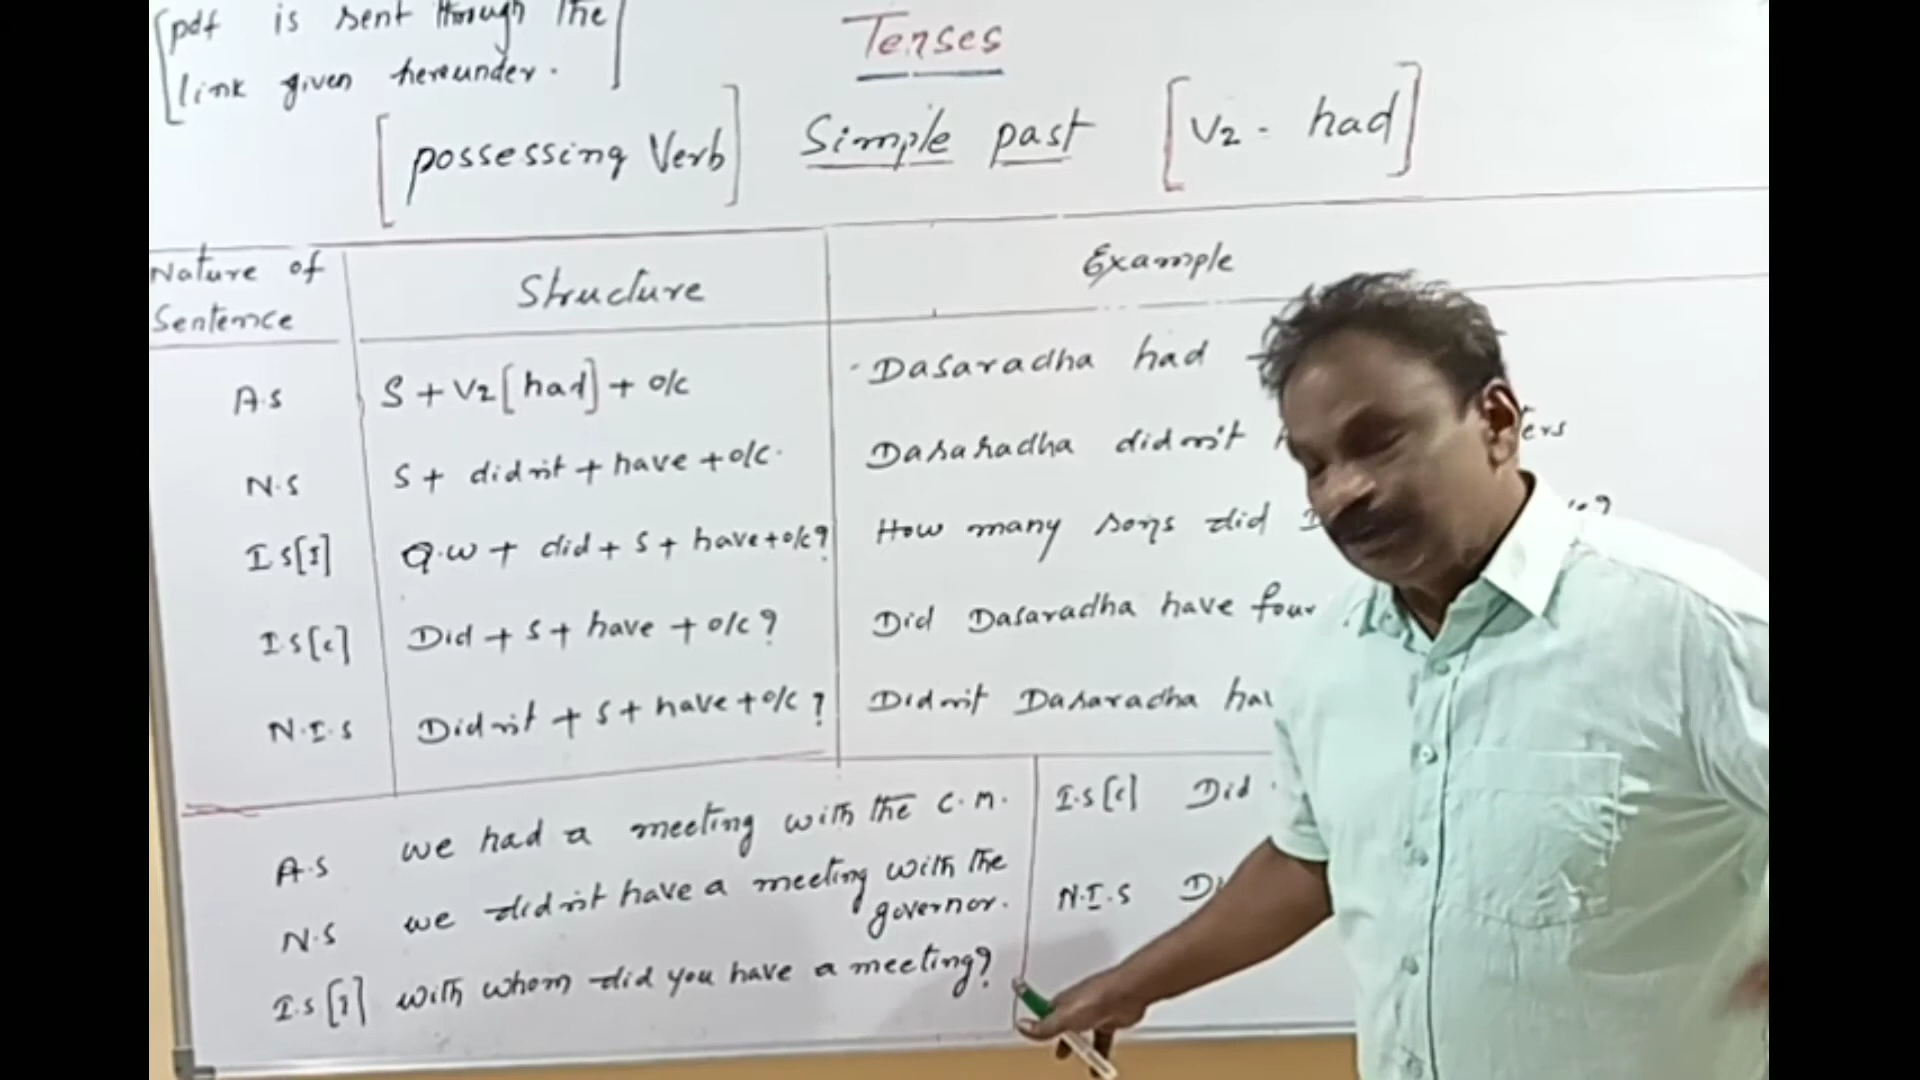 [pdf is sent through the
link given hereunder.]
Tenses
[possessing Verb] Simple past [V2 - had]
Nature of Sentence Structure Example
A.S S + V2 [had] + o/c Dasaradha had
N.S S + didn't + have + o/c. Dasaradha didn't
I.S[I] Q.W + did + S + have + o/c? How many sons did
I.S[C] Did + S + have + o/c? Did Dasaradha have four
N.I.S Didn't + S + have + o/c? Didn't Dasaradha
A.S we had a meeting with the C.M.
N.S we didn't have a meeting with the
governor.
I.S[I] with whom did you have a meeting?
I.S[C] Did
N.I.S